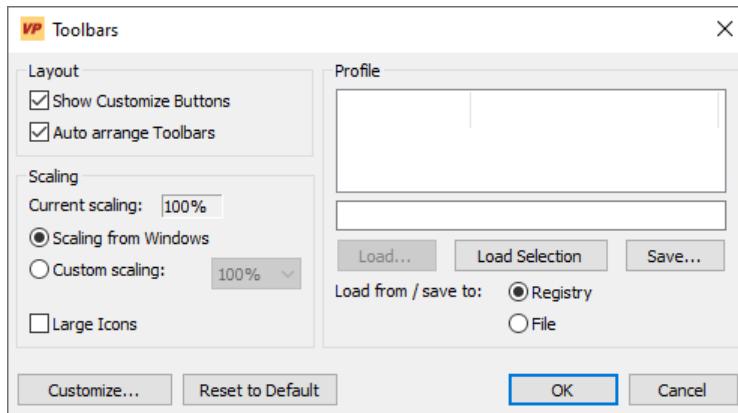 VP Toolbars
Layout
Show Customize Buttons
Auto arrange Toolbars
Scaling
Current scaling: 100%
Scaling from Windows
Custom scaling: 100%
Large Icons
Profile
Load... Load Selection Save...
Load from / save to: Registry
File
Customize... Reset to Default OK Cancel